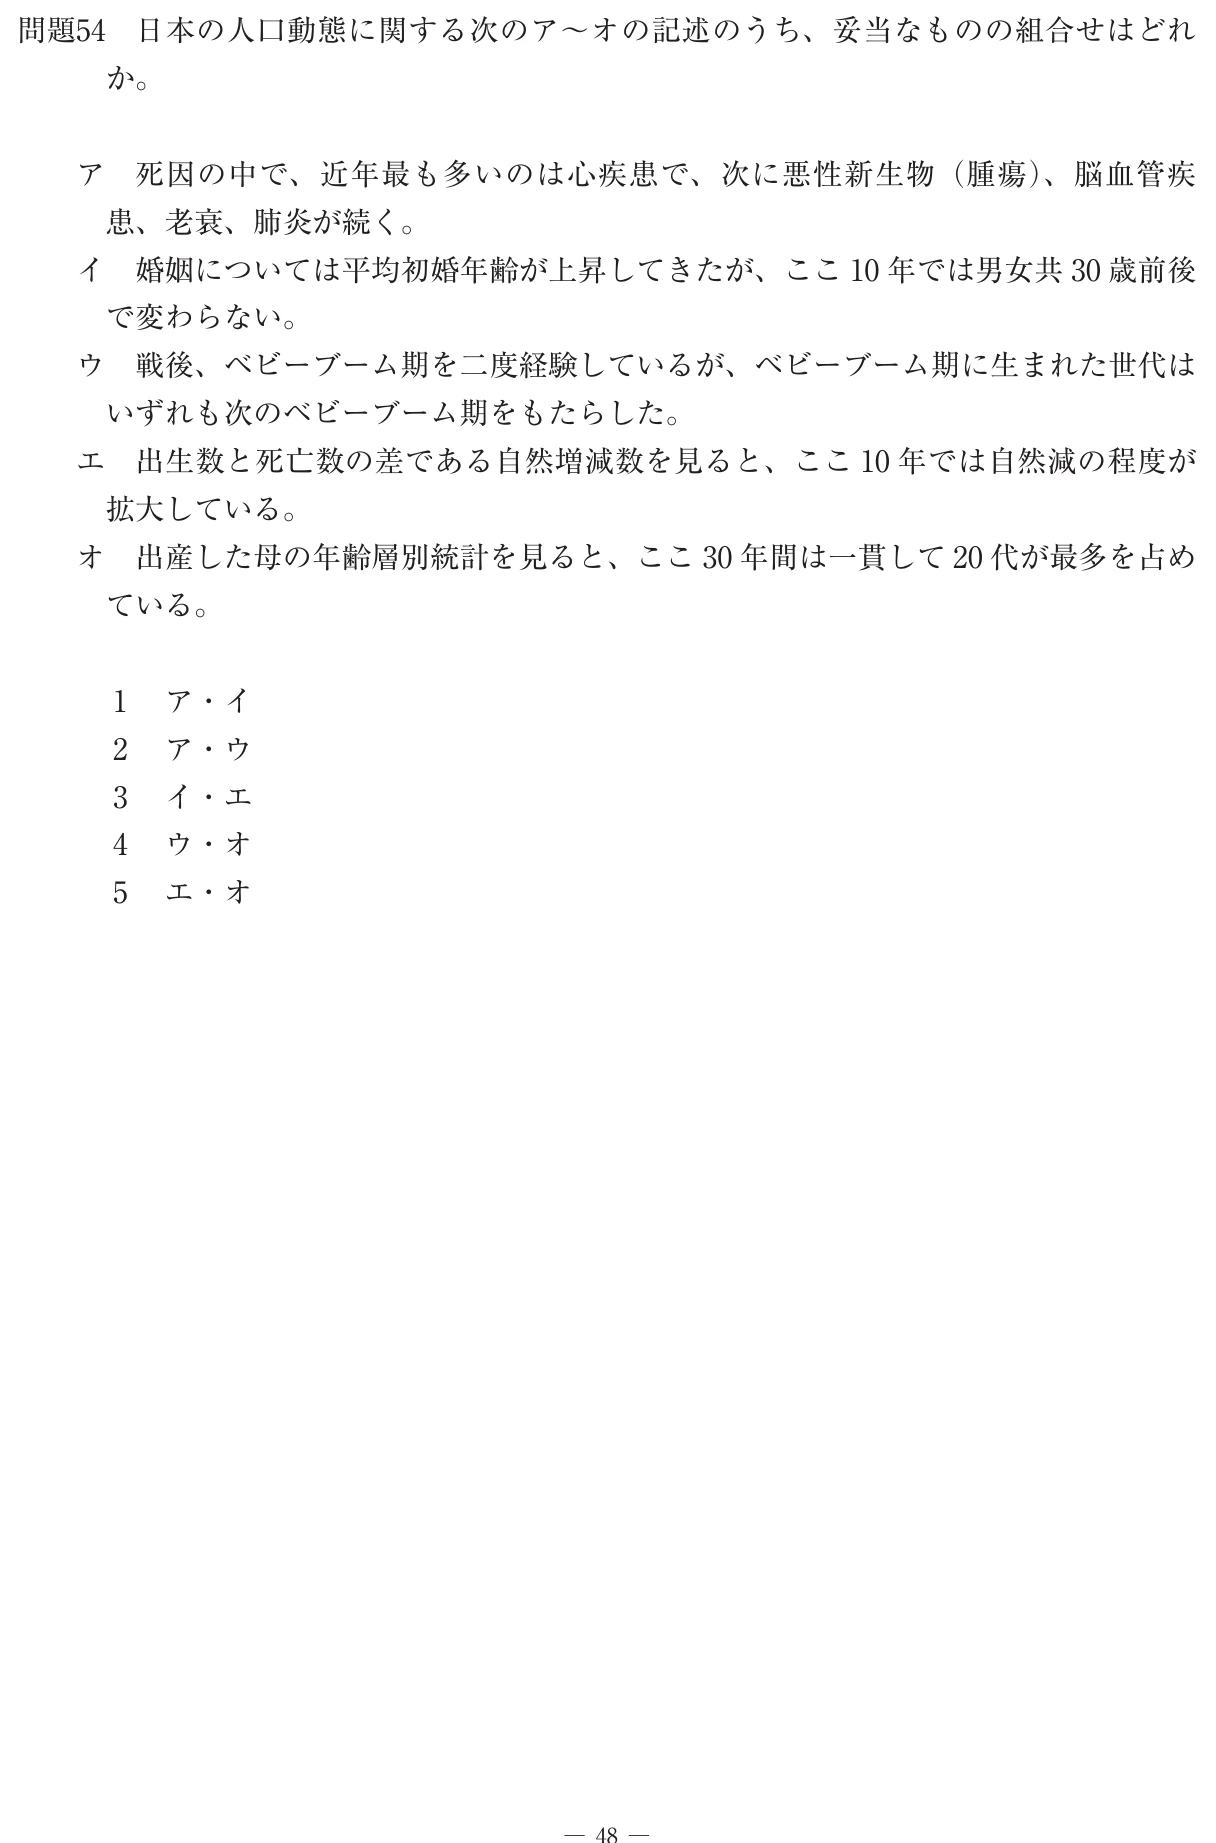 問題54　日本の人口動態に関する次のア～オの記述のうち、妥当なものの組合せはどれ
か。
ア　死因の中で、近年最も多いのは心疾患で、次に悪性新生物（腫瘍）、脳血管疾
患、老衰、肺炎が続く。
イ　婚姻については平均初婚年齢が上昇してきたが、ここ 10 年では男女共 30 歳前後
で変わらない。
ウ　戦後、ベビーブーム期を二度経験しているが、ベビーブーム期に生まれた世代は
いずれも次のベビーブーム期をもたらした。
エ　出生数と死亡数の差である自然増減数を見ると、ここ 10 年では自然減の程度が
拡大している。
オ　出産した母の年齢層別統計を見ると、ここ 30 年間は一貫して 20 代が最多を占め
ている。
1　ア・イ
2　ア・ウ
3　イ・エ
4　ウ・オ
5　エ・オ
― 48 ―